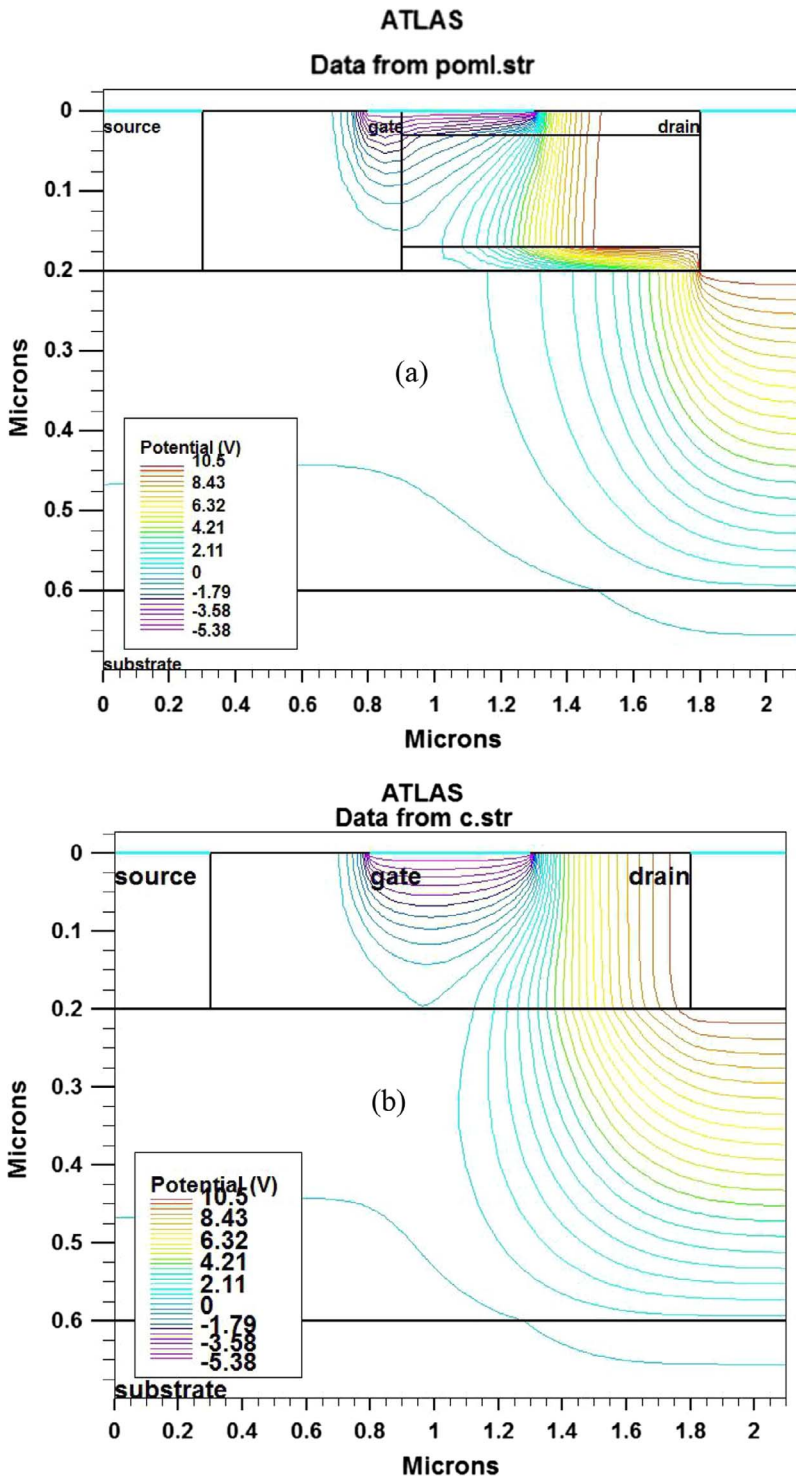 ATLAS
Data from poml.str
0
source gate drain
0.1
0.2
0.3
Microns
(a)
0.4
Potential (V)
10.5
8.43
0.5
6.32
4.21
2.11
0
0.6
-1.79
-3.58
-5.38
substrate
0 0.2 0.4 0.6 0.8 1 1.2 1.4 1.6 1.8 2
Microns
ATLAS
Data from c.str
0
source gate drain
0.1
0.2
0.3
Microns
(b)
0.4
Potential (V)
10.5
8.43
0.5
6.32
4.21
2.11
0
0.6
-1.79
-3.58
-5.38
substrate
0 0.2 0.4 0.6 0.8 1 1.2 1.4 1.6 1.8 2
Microns